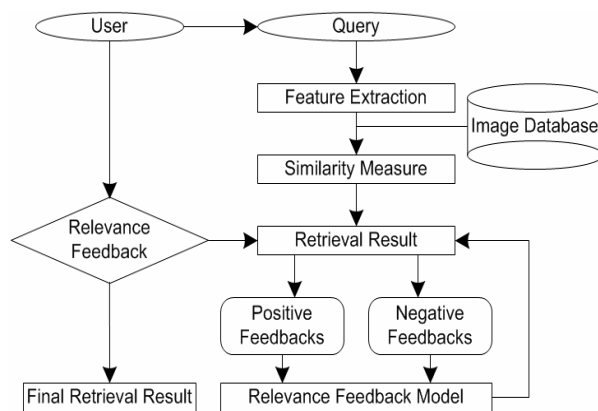 User
Query
Feature Extraction
Image Database
Similarity Measure
Relevance
Feedback
Retrieval Result
Positive
Feedbacks
Negative
Feedbacks
Final Retrieval Result
Relevance Feedback Model